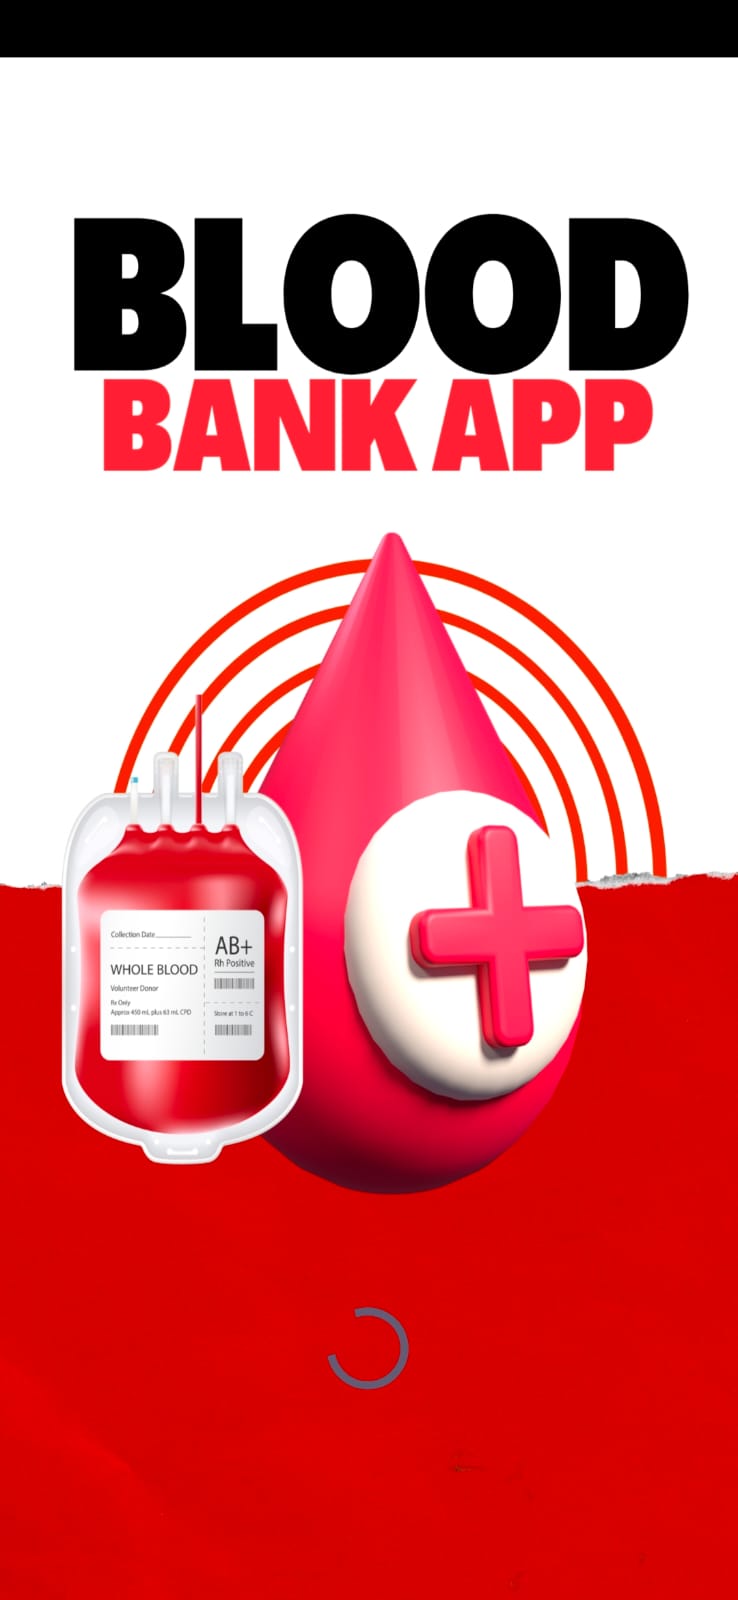 BLOOD
BANK APP
Collection Date__________
WHOLE BLOOD
Volunteer Donor
Rx Only
Approx 450 mL plus 63 mL CPD
AB+
Rh Positive
Store at 1 to 6 C